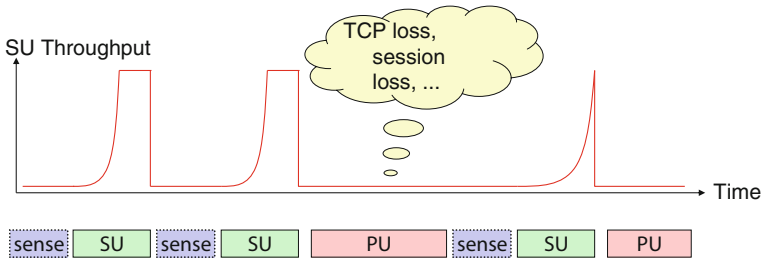 TCP loss,
session
loss, ...
SU Throughput
Time
sense SU sense SU PU sense SU PU